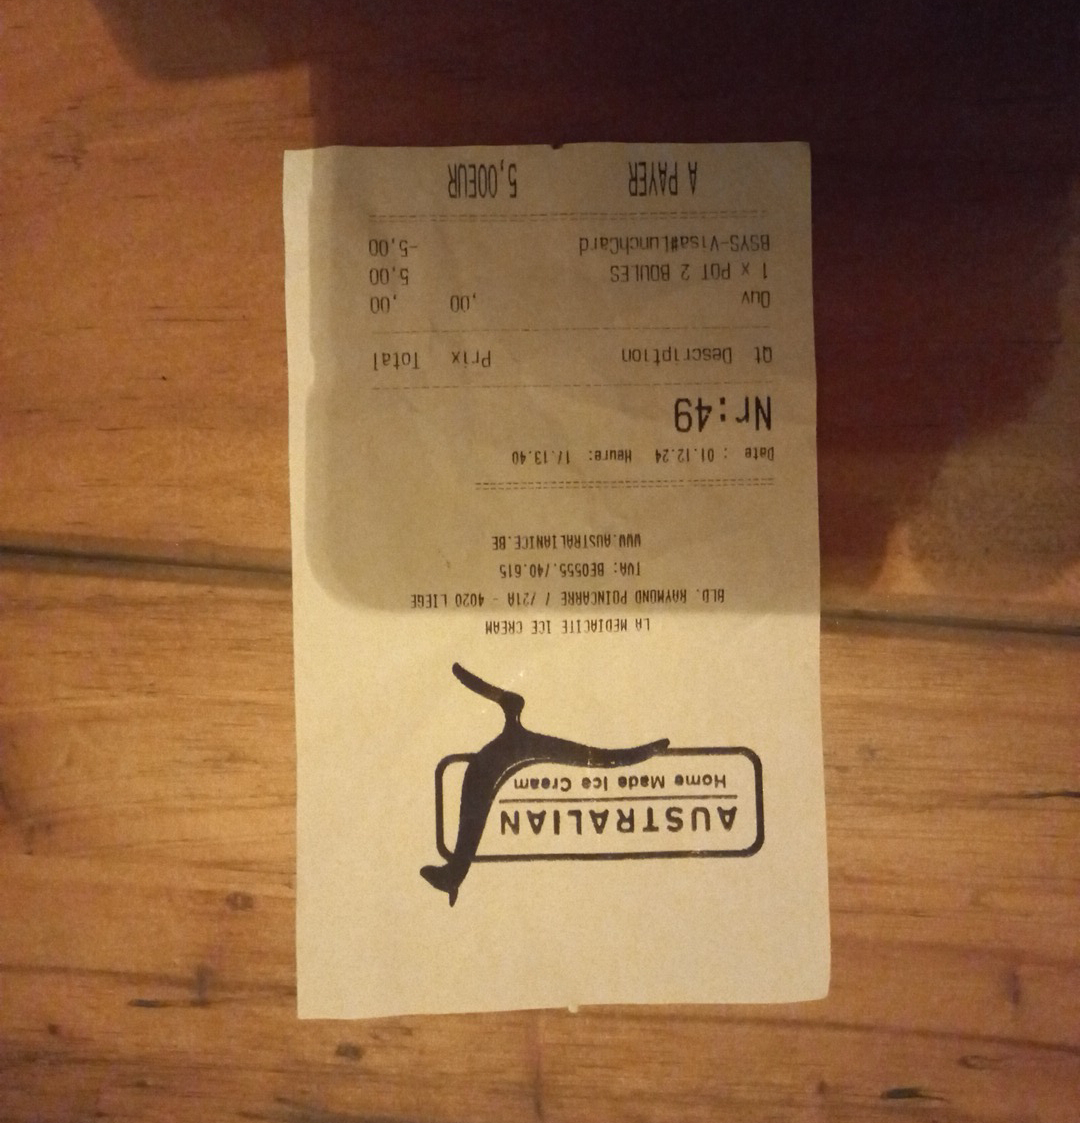 AUSTRALIAN
Home Made Ice Cream
LA MEDIACITE ICE CREAM
BLD. RAYMOND POINCARRE 7 /21A - 4020 LIEGE
TVA: BE0555.740.615
WWW.AUSTRALIANICE.BE
Date : 01.12.24 Heure: 17.13.40
Nr:49
Qt Description Prix Total
Ouv ,00 ,00
1 x POT 2 BOULES 5,00
BSYS-Visa#LunchCard -5,00
A PAYER 5,00EUR